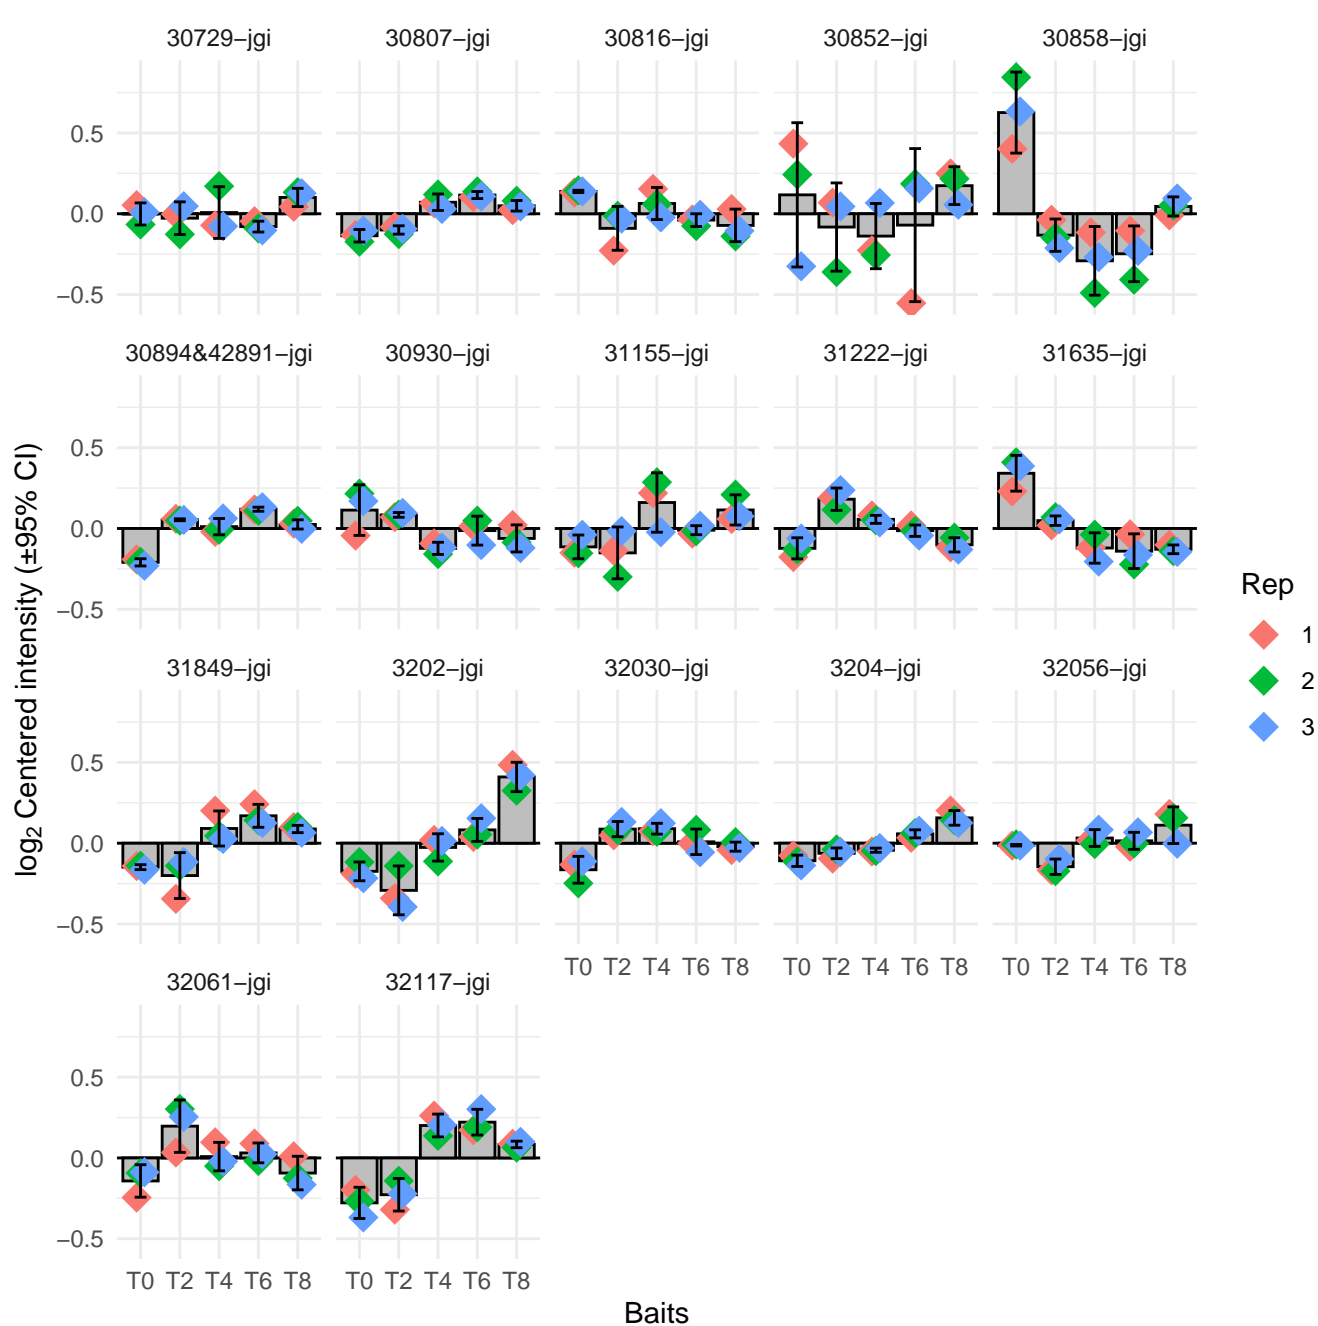 30729−jgi 30807−jgi 30816−jgi 30852−jgi 30858−jgi
0.5
0.0
−0.5
30894&42891−jgi 30930−jgi 31155−jgi 31222−jgi 31635−jgi
0.5
0.0
−0.5
31849−jgi 3202−jgi 32030−jgi 3204−jgi 32056−jgi
0.5
0.0
−0.5
T0 T2 T4 T6 T8 T0 T2 T4 T6 T8 T0 T2 T4 T6 T8
32061−jgi 32117−jgi
0.5
0.0
−0.5
T0 T2 T4 T6 T8 T0 T2 T4 T6 T8
Baits
log2 Centered intensity (±95% CI)
Rep
1
2
3